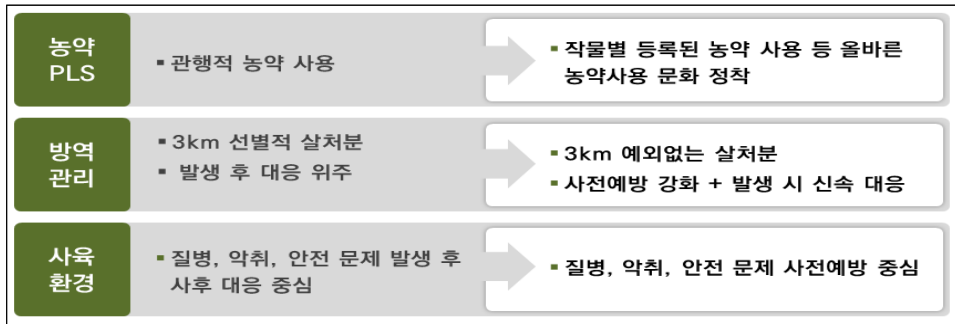 농약
PLS
▪ 관행적 농약 사용
▪ 작물별 등록된 농약 사용 등 올바른
농약사용 문화 정착
방역
관리
▪ 3km 선별적 살처분
▪ 발생 후 대응 위주
▪ 3km 예외없는 살처분
▪ 사전예방 강화 + 발생 시 신속 대응
사육
환경
▪ 질병, 악취, 안전 문제 발생 후
사후 대응 중심
▪ 질병, 악취, 안전 문제 사전예방 중심